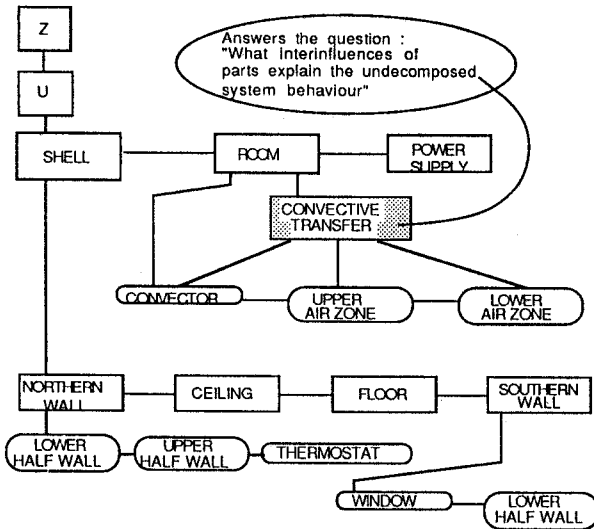 Z
Answers the question :
"What interinfluences of
parts explain the undecomposed
system behaviour"
U
SHELL
ROOM
POWER
SUPPLY
CONVECTIVE
TRANSFER
CONVECTOR
UPPER
AIR ZONE
LOWER
AIR ZONE
NORTHERN
WALL
CEILING
FLOOR
SOUTHERN
WALL
LOWER
HALF WALL
UPPER
HALF WALL
THERMOSTAT
WINDOW
LOWER
HALF WALL